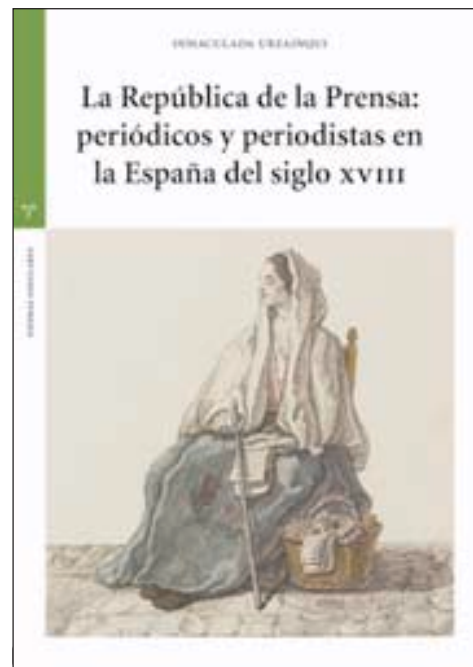 INMACULADA URZAINQUI
La República de la Prensa:
periódicos y periodistas en
la España del siglo XVIII